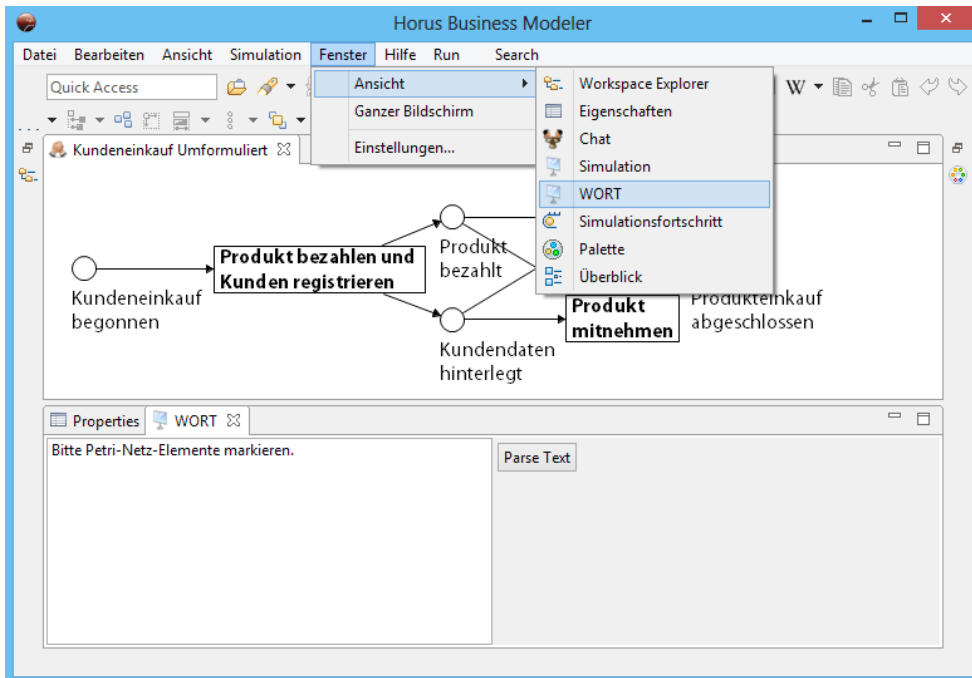 Horus Business Modeler
Datei Bearbeiten Ansicht Simulation Fenster Hilfe Run Search
Quick Access
W
Ansicht
Ganzer Bildschirm
Einstellungen...
Workspace Explorer
Eigenschaften
Chat
Simulation
WORT
Simulationsfortschritt
Palette
Überblick
Kundeneinkauf Umformuliert
Kundeneinkauf
begonnen
Produkt bezahlen und
Kunden registrieren
Produkt
bezahlt
Kundendaten
hinterlegt
Produkt
mitnehmen
Produkteinkauf
abgeschlossen
Properties WORT
Bitte Petri-Netz-Elemente markieren.
Parse Text